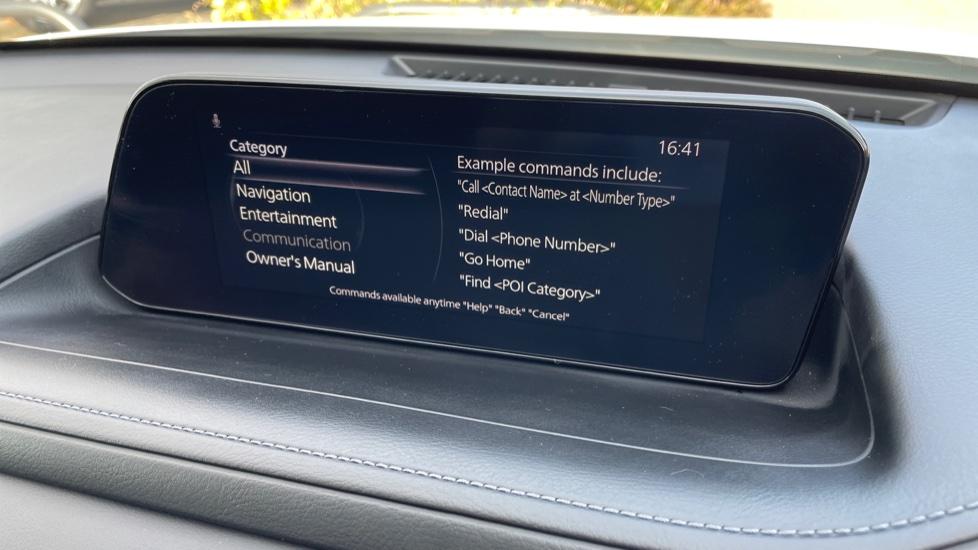 16:41
Category
All
Navigation
Entertainment
Communication
Owner's Manual
Example commands include:
"Call <Contact Name> at <Number Type>"
"Redial"
"Dial <Phone Number>"
"Go Home"
"Find <POI Category>"
Commands available anytime "Help" "Back" "Cancel"